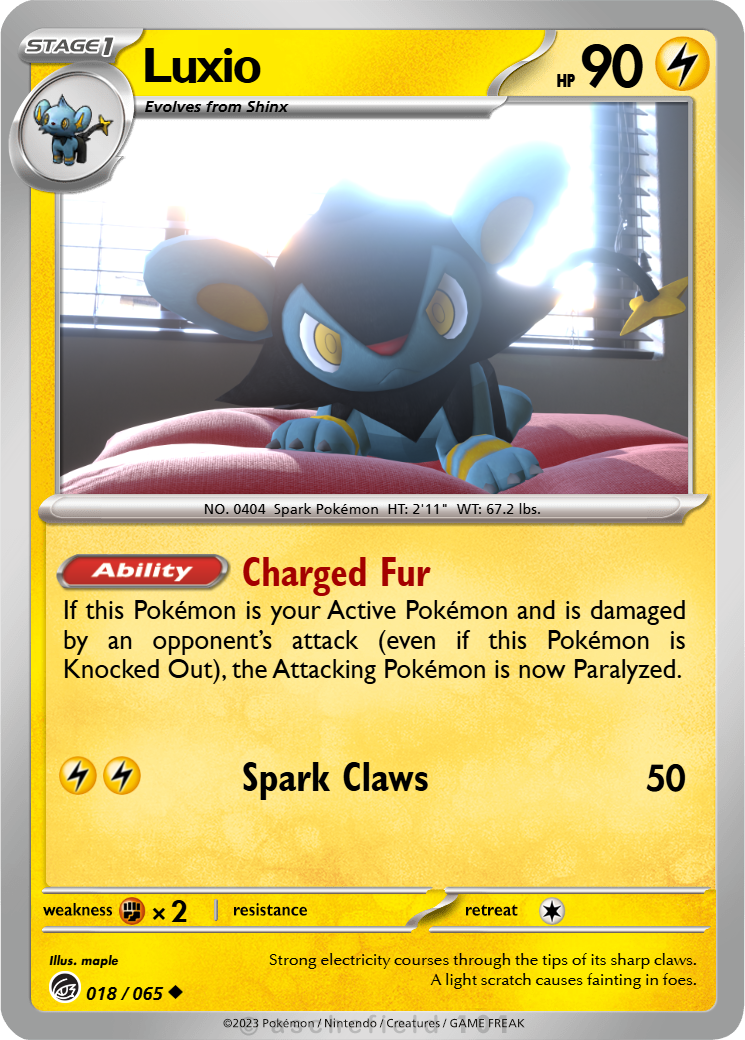 STAGE 1
Luxio
HP 90
Evolves from Shinx
NO. 0404 Spark Pokémon HT: 2'11" WT: 67.2 lbs.
Ability Charged Fur
If this Pokémon is your Active Pokémon and is damaged
by an opponent's attack (even if this Pokémon is
Knocked Out), the Attacking Pokémon is now Paralyzed.
Spark Claws 50
weakness × 2 resistance retreat
Illus. maple
Strong electricity courses through the tips of its sharp claws.
A light scratch causes fainting in foes.
018 / 065
©2023 Pokémon / Nintendo / Creatures / GAME FREAK